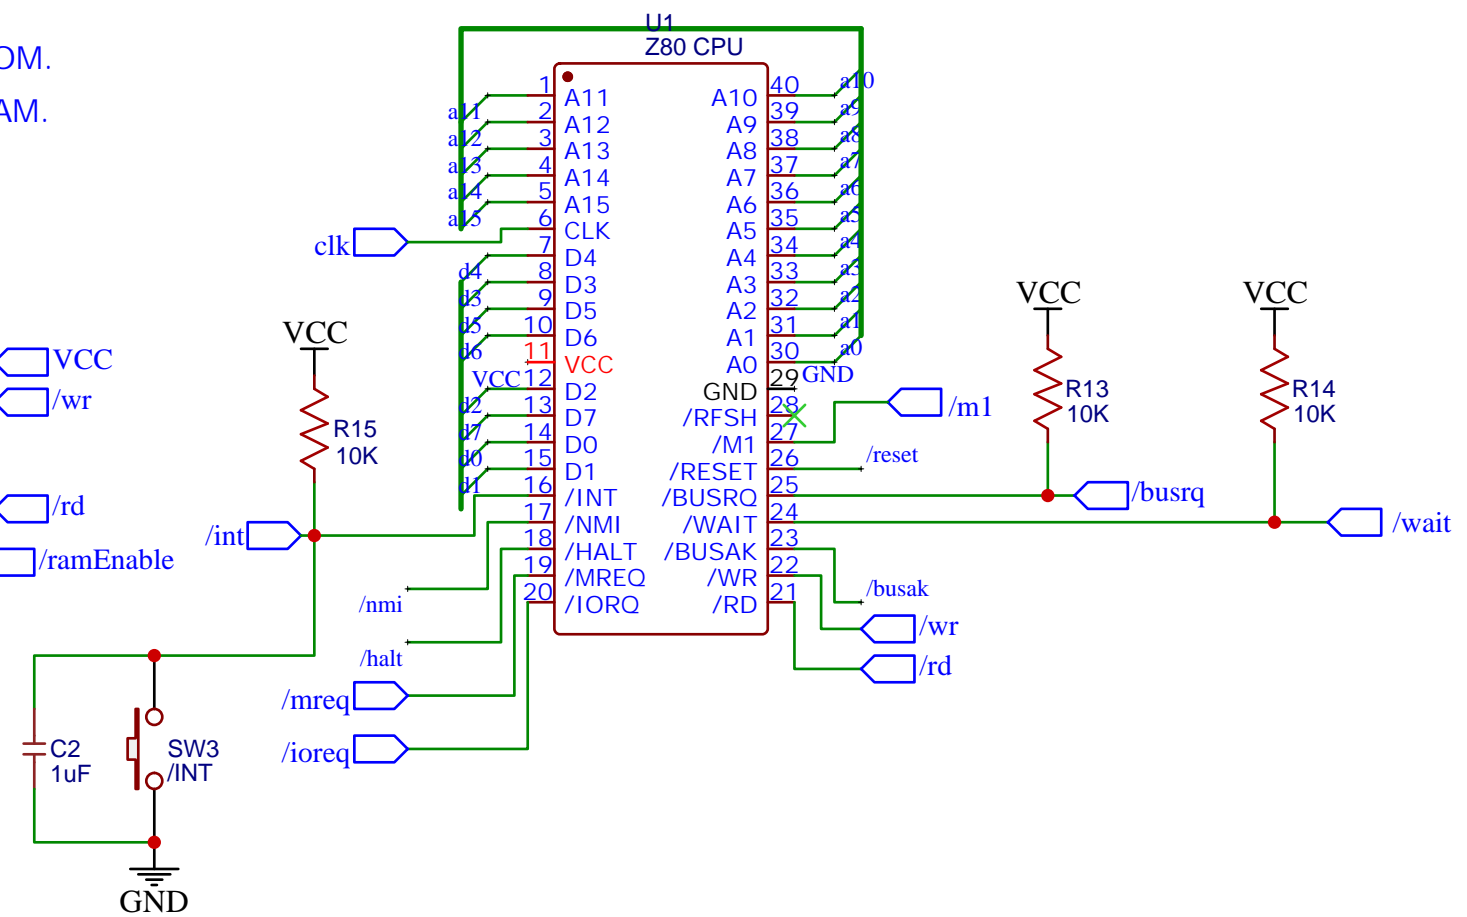 OM.
AM.
VCC
/wr
/rd
/ramEnable
U1
Z80 CPU
1 A11
2 A12
3 A13
4 A14
5 A15
6 CLK
7 D4
8 D3
9 D5
10 D6
11 VCC
12 D2
13 D7
14 D0
15 D1
16 /INT
17 /NMI
18 /HALT
19 /MREQ
20 /IORQ
A10 40
A9 39
A8 38
A7 37
A6 36
A5 35
A4 34
A3 33
A2 32
A1 31
A0 30
GND 29
/RFSH 28
/M1 27
/RESET 26
/BUSRQ 25
/WAIT 24
/BUSAK 23
/WR 22
/RD 21
a11
a12
a13
a14
a15
clk
d4
d3
d5
d6
VCC
d2
d7
d0
d1
a10
a9
a8
a7
a6
a5
a4
a3
a2
a1
a0
GND
/m1
/reset
/busrq
/wait
/busak
/wr
/rd
VCC
R13
10K
VCC
R14
10K
VCC
R15
10K
/int
/nmi
/halt
/mreq
/ioreq
C2
1uF
SW3
/INT
GND